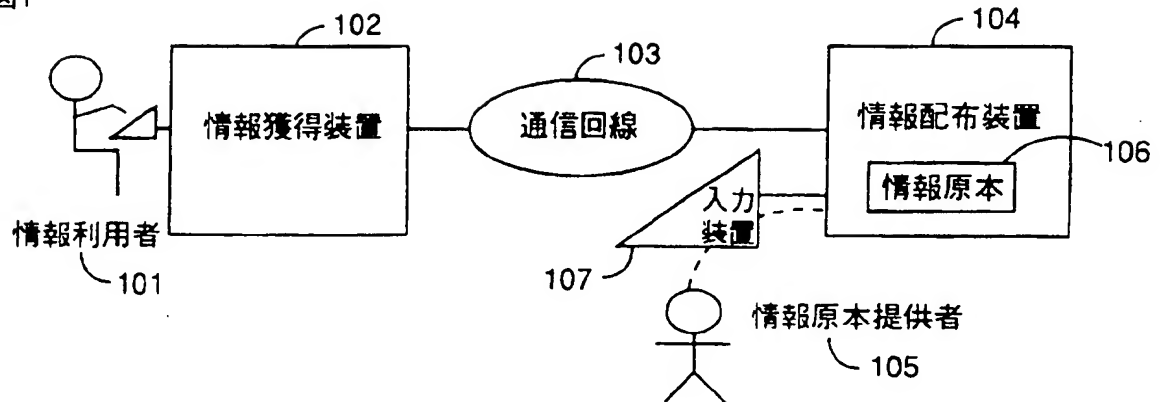 図1
102
103
104
情報獲得装置
通信回線
情報配布装置
106
情報原本
入力
装置
情報利用者
101
107
情報原本提供者
105